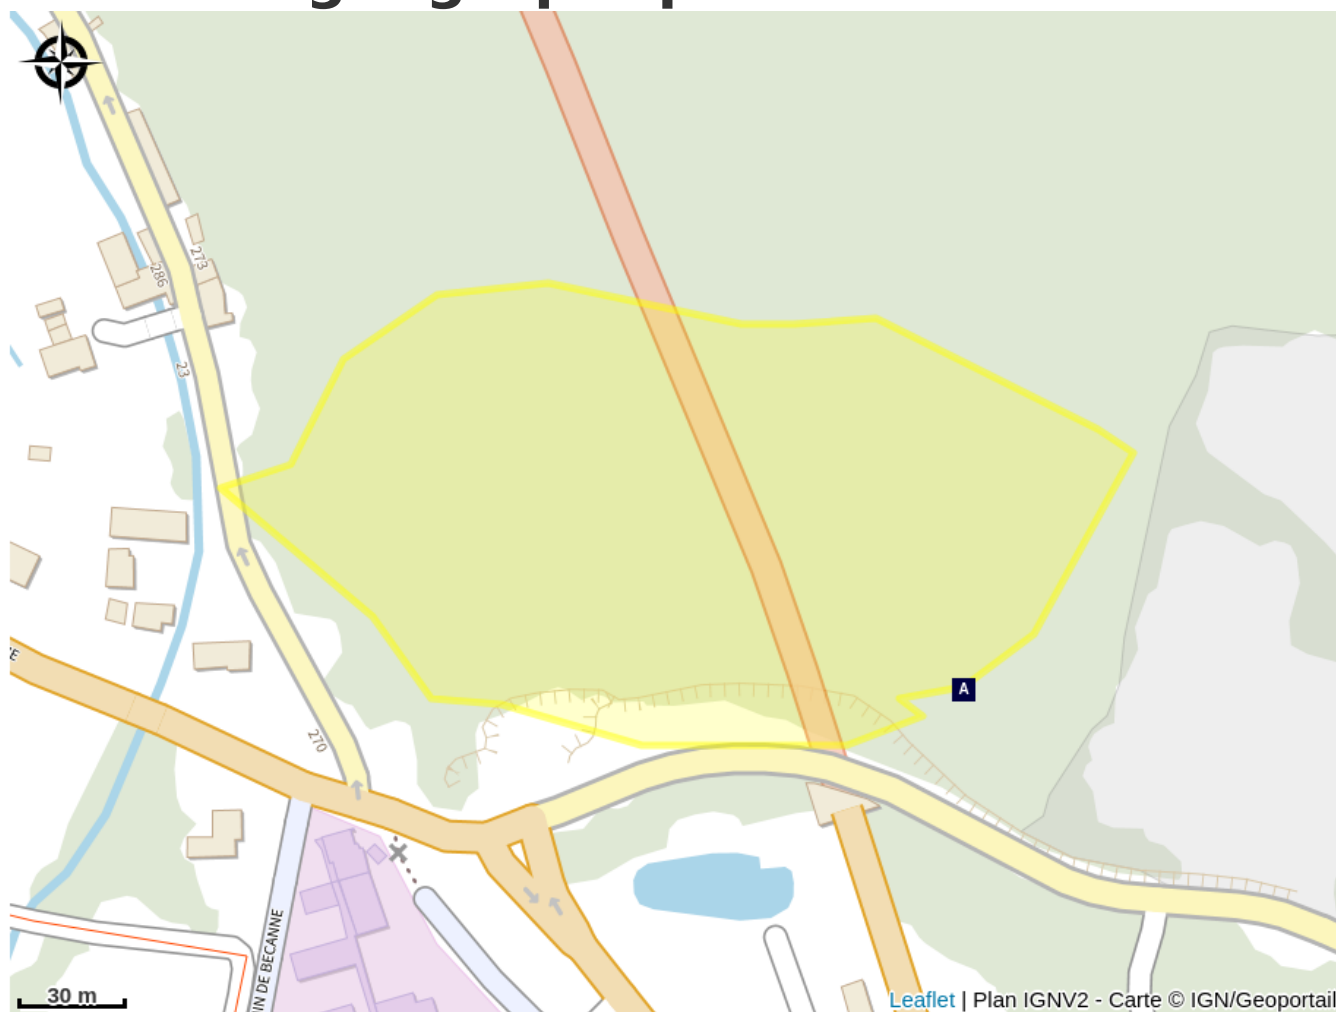 286
273
23
270
A
IN DE BECANNE
30 m
Leaflet | Plan IGNV2 - Carte © IGN/Geoportail